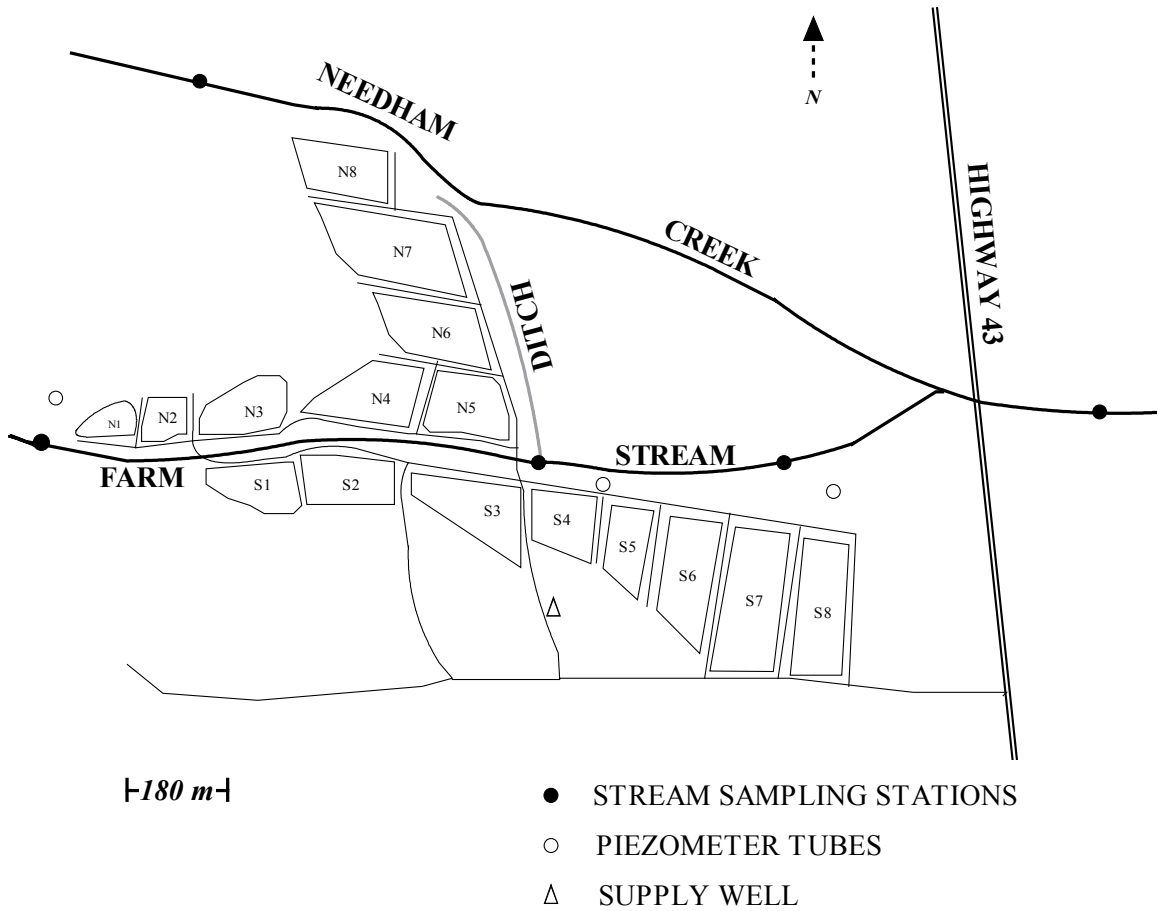 NEEDHAM
N
N8
HIGHWAY 43
N7
CREEK
DITCH
N6
N4
N5
N3
N2
N1
STREAM
FARM
S1
S2
S3
S4
S5
S6
S7
S8
180 m
STREAM SAMPLING STATIONS
PIEZOMETER TUBES
SUPPLY WELL